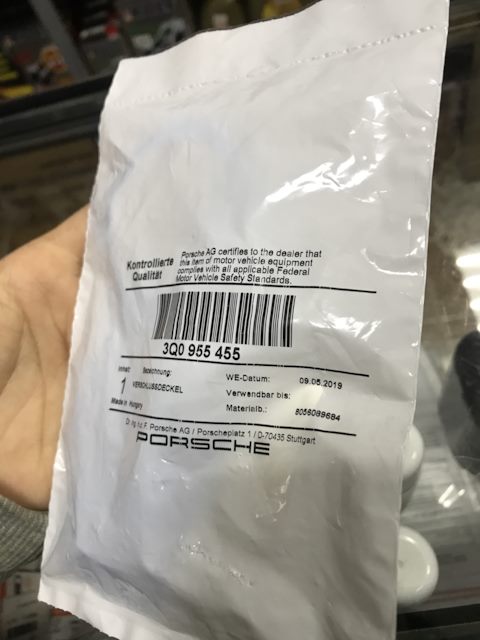 Kontrollierte Qualität
Porsche AG certifies to the dealer that
this item of motor vehicle equipment
complies with all applicable Federal
Motor Vehicle Safety Standards.
3Q0 955 455
Inhalt: Bezeichnung:
1 VERSCHLUSSDECKEL
Made in Hungary
WE-Datum: 09.05.2019
Verwendbar bis:
Materialb.: 8056089684
Dr. Ing. h.c. F. Porsche AG / Porscheplatz 1 / D-70435 Stuttgart
PORSCHE